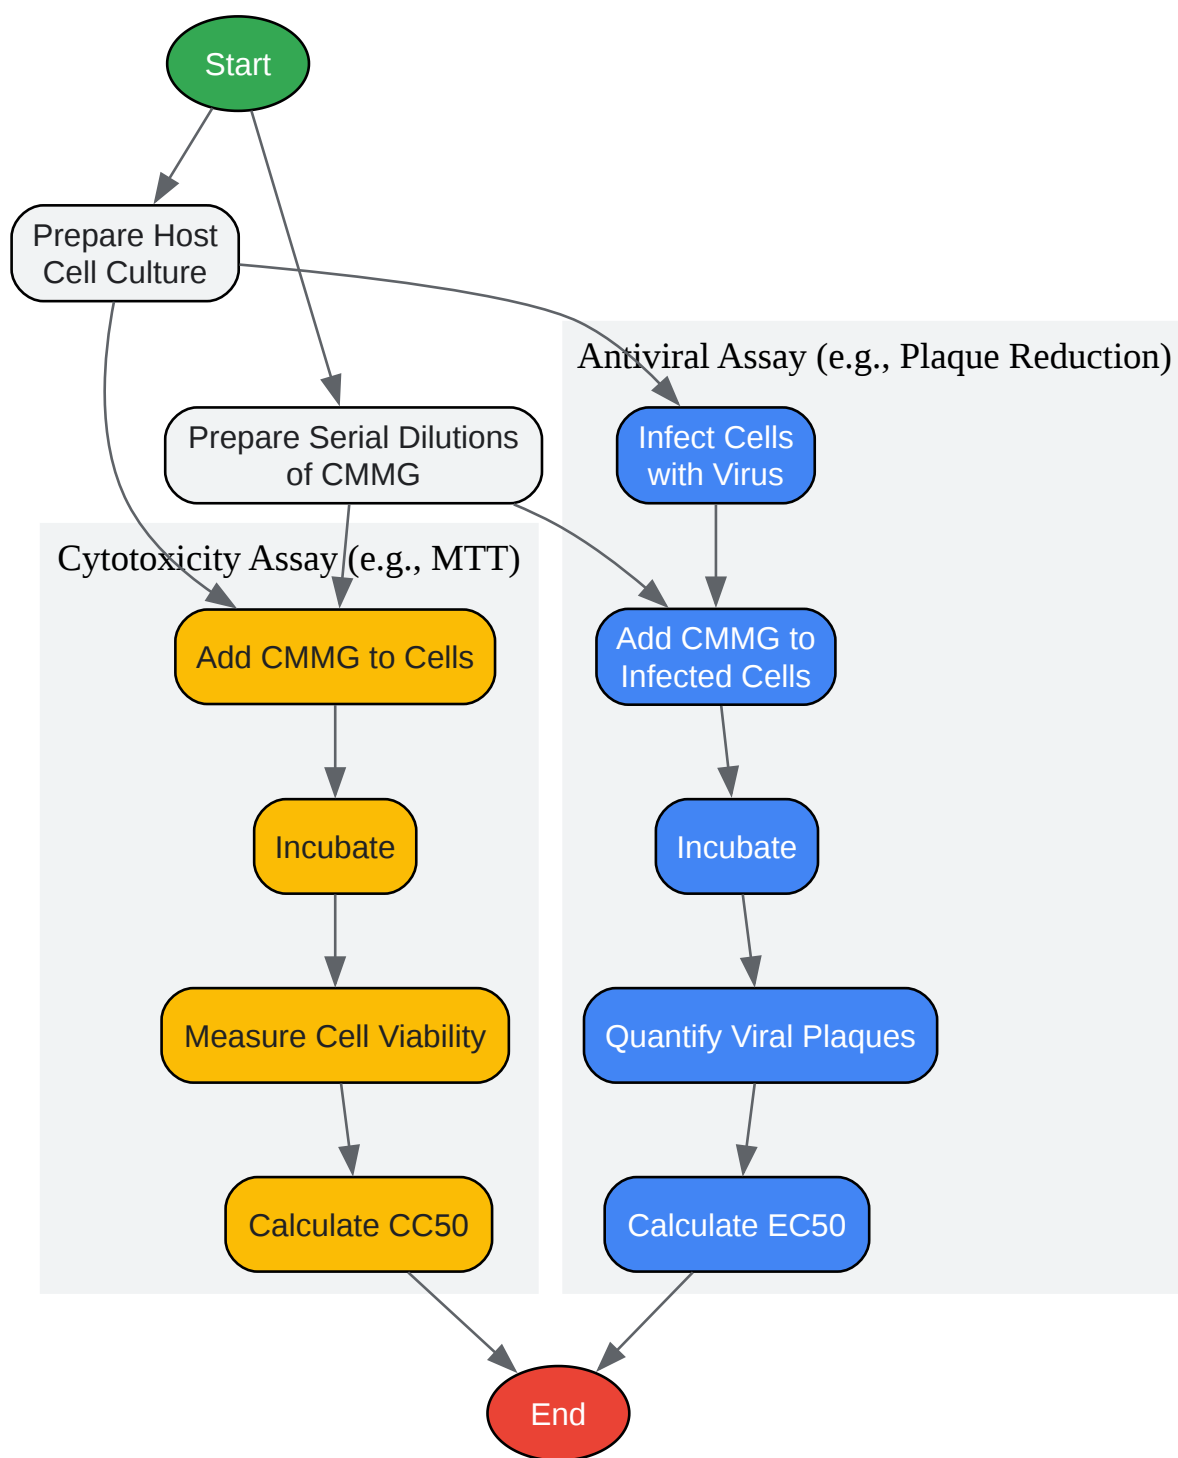 Start
Prepare Host
Cell Culture
Antiviral Assay (e.g., Plaque Reduction)
Prepare Serial Dilutions
of CMMG
Infect Cells
with Virus
Cytotoxicity Assay (e.g., MTT)
Add CMMG to Cells
Add CMMG to
Infected Cells
Incubate
Incubate
Measure Cell Viability
Quantify Viral Plaques
Calculate CC50
Calculate EC50
End